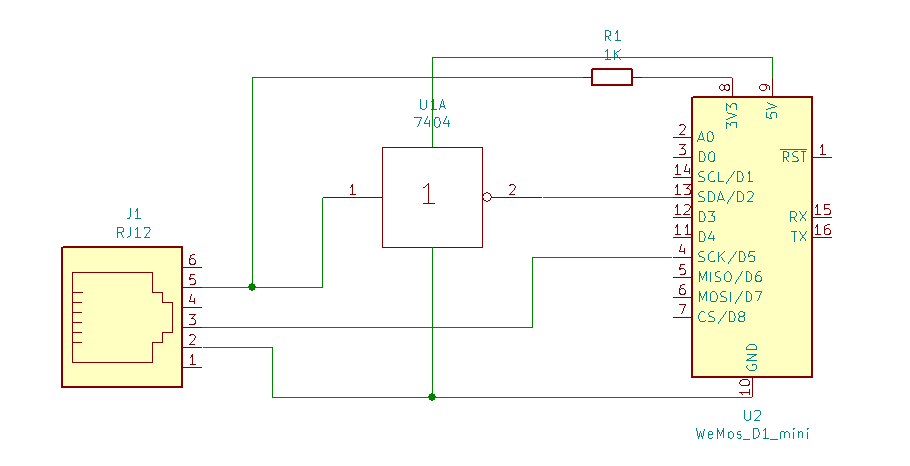 R1
1K
8
9
3V3
5V
U1A
7404
1
1
2
2
A0
3
D0
RST
1
14
SCL/D1
13
SDA/D2
12
D3
RX
15
11
D4
TX
16
4
SCK/D5
5
MISO/D6
6
MOSI/D7
7
CS/D8
GND
10
U2
WeMos_D1_mini
J1
RJ12
6
5
4
3
2
1